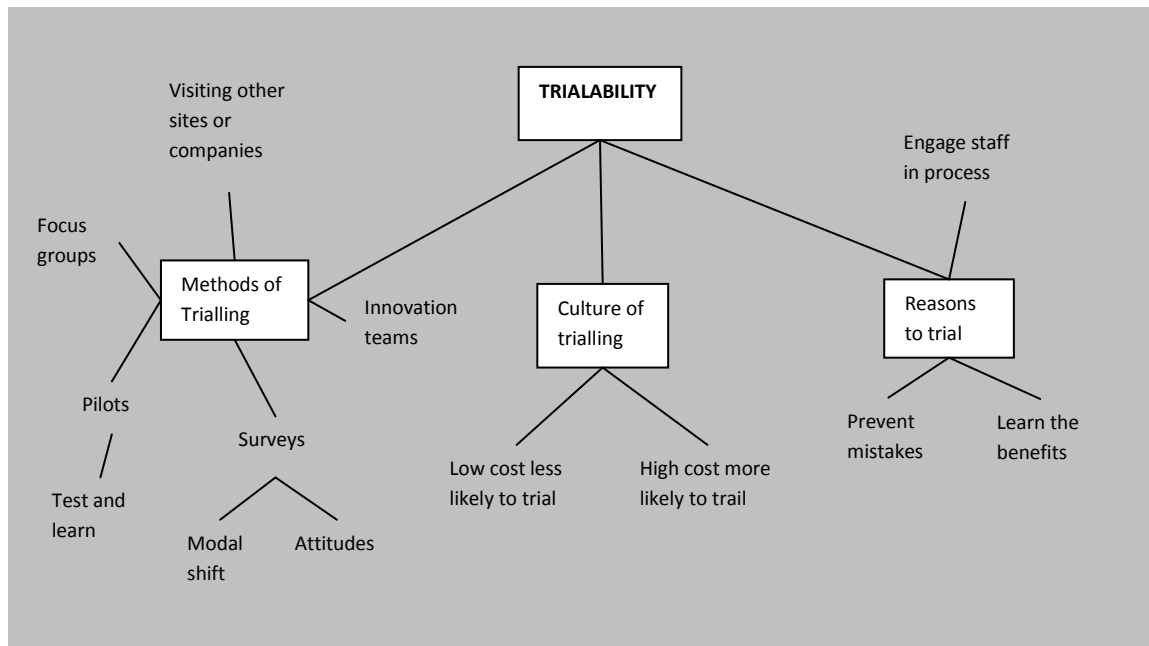 TRIALABILITY
Visiting other
sites or
companies
Focus
groups
Methods of
Trialling
Innovation
teams
Pilots
Test and
learn
Surveys
Modal
shift
Attitudes
Culture of
trialling
Low cost less
likely to trial
High cost more
likely to trail
Engage staff
in process
Reasons
to trial
Prevent
mistakes
Learn the
benefits